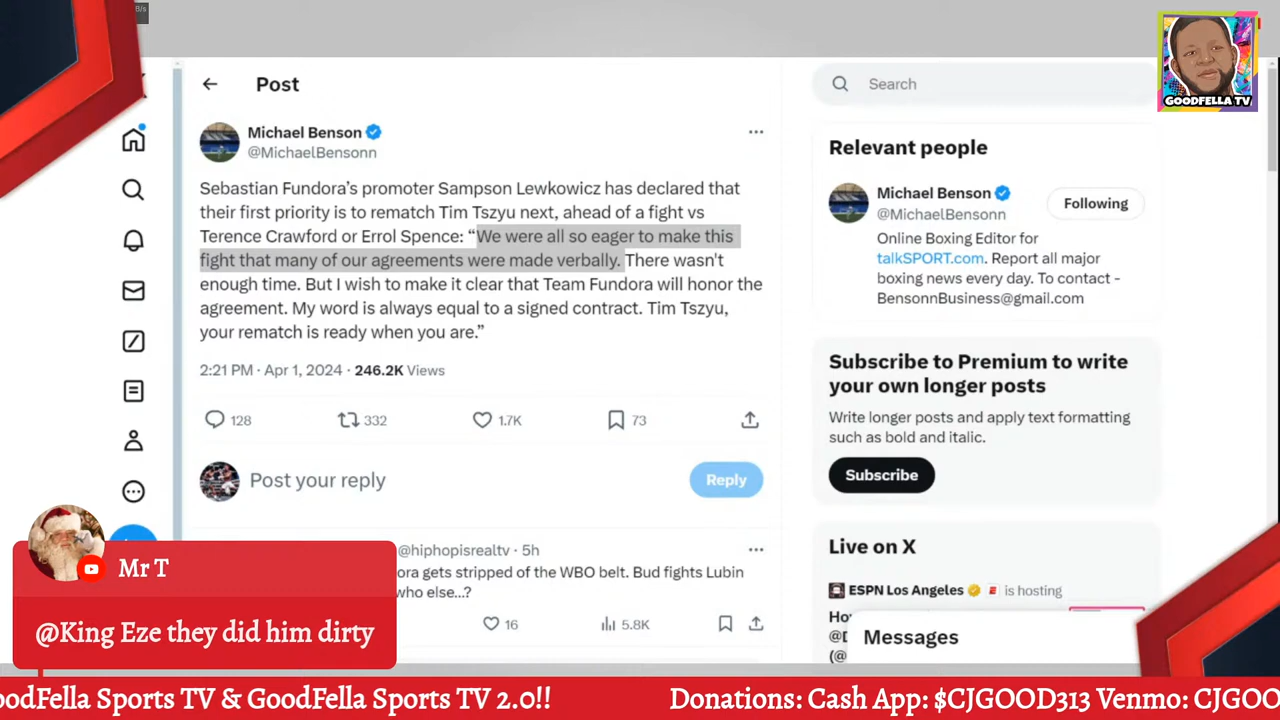 B/s
GOODFELLA TV
Post
Search
Michael Benson
@MichaelBensonn
Sebastian Fundora's promoter Sampson Lewkowicz has declared that
their first priority is to rematch Tim Tszyu next, ahead of a fight vs
Terence Crawford or Errol Spence: “We were all so eager to make this
fight that many of our agreements were made verbally. There wasn't
enough time. But I wish to make it clear that Team Fundora will honor the
agreement. My word is always equal to a signed contract. Tim Tszyu,
your rematch is ready when you are.”
2:21 PM · Apr 1, 2024 · 246.2K Views
128 332 1.7K 73
Post your reply
Reply
@hiphopisrealtv · 5h
ora gets stripped of the WBO belt. Bud fights Lubin
who else...?
16 5.8K
Relevant people
Michael Benson
@MichaelBensonn
Following
Online Boxing Editor for
talkSPORT.com. Report all major
boxing news every day. To contact -
BensonnBusiness@gmail.com
Subscribe to Premium to write
your own longer posts
Write longer posts and apply text formatting
such as bold and italic.
Subscribe
Live on X
ESPN Los Angeles E is hosting
Ho
@D
(@
Messages
Mr T
@King Eze they did him dirty
oodFella Sports TV & GoodFella Sports TV 2.0!! Donations: Cash App: $CJGOOD313 Venmo: CJGOO